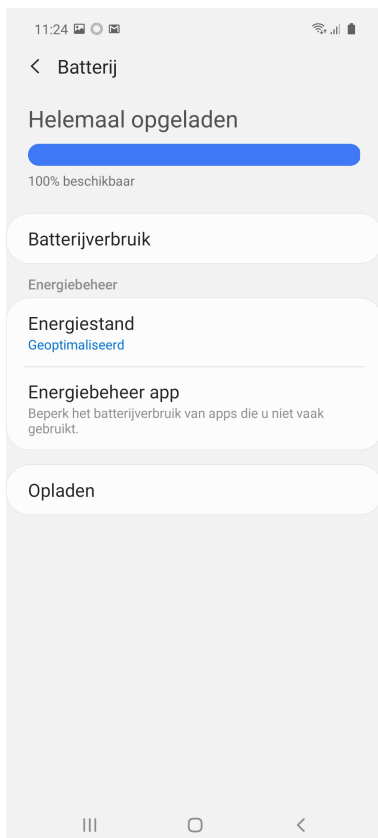 11:24
Batterij
Helemaal opgeladen
100% beschikbaar
Batterijverbruik
Energiebeheer
Energiestand
Geoptimaliseerd
Energiebeheer app
Beperk het batterijverbruik van apps die u niet vaak
gebruikt.
Opladen